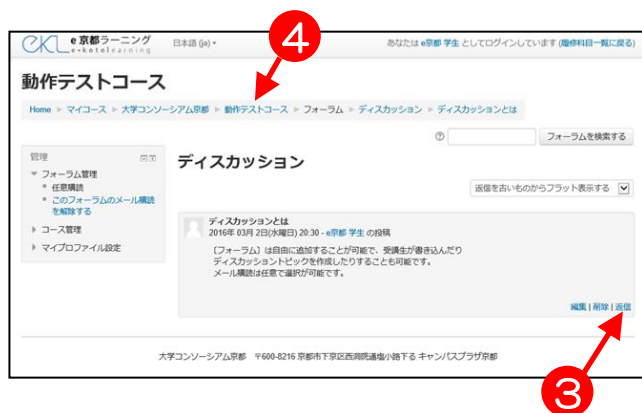 e京都ラーニング
e-kotolearning
日本語 (ja)
④
あなたは e京都 学生 としてログインしています (履修科目一覧に戻る)
動作テストコース
Home ▶ マイコース ▶ 大学コンソーシアム京都 ▶ 動作テストコース ▶ フォーラム ▶ ディスカッション ▶ ディスカッションとは
フォーラムを検索する
管理
フォーラム管理
任意購読
このフォーラムのメール購読
を解除する
コース管理
マイプロファイル設定
ディスカッション
返信を古いものからフラット表示する
ディスカッションとは
2016年 03月 2日(水曜日) 20:30 - e京都 学生 の投稿
〔フォーラム〕は自由に追加することが可能で、受講生が書き込んだり
ディスカッショントピックを作成したりすることも可能です。
メール購読は任意で選択が可能です。
編集 | 削除 | 返信
大学コンソーシアム京都 〒600-8216 京都市下京区西洞院通塩小路下る キャンパスプラザ京都
③